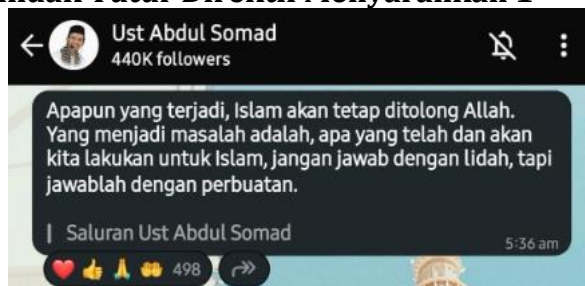 Ust Abdul Somad
440K followers
Apapun yang terjadi, Islam akan tetap ditolong Allah.
Yang menjadi masalah adalah, apa yang telah dan akan
kita lakukan untuk Islam, jangan jawab dengan lidah, tapi
jawablah dengan perbuatan.
Saluran Ust Abdul Somad
5:36 am
498